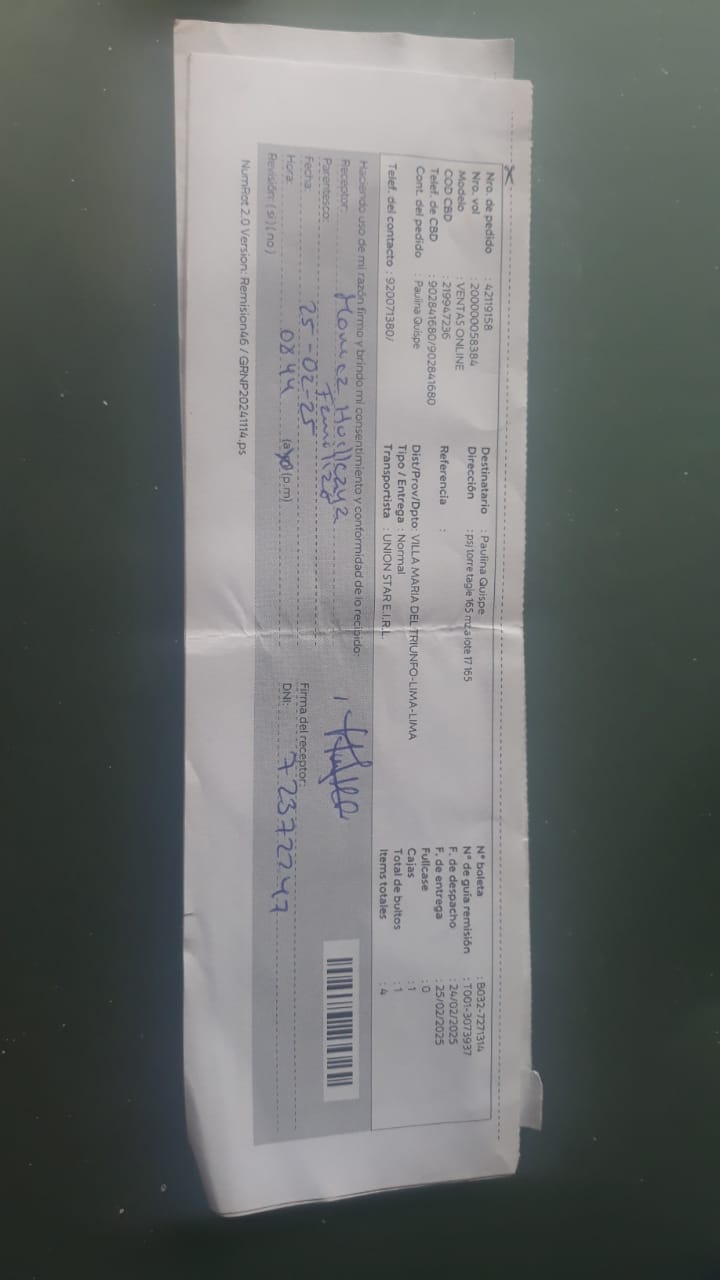 Nro. de pedido : 42119158
Nro. vol : 200000058384
Modelo : VENTAS ONLINE
COD CBD : 219947236
Telef. de CBD : 902841680/902841680
Cont. del pedido : Paulina Quispe
Telef. del contacto : 920071380/
Destinatario : Paulina Quispe
Dirección : psj torre tagle 165 mz a lote 17 165
Referencia :
Dist/Prov/Dpto: VILLA MARIA DEL TRIUNFO-LIMA-LIMA
Tipo / Entrega : Normal
Transportista : UNION STAR E.I.R.L.
N° boleta : B032-7271314
N° de guía remisión : T001-3073937
F. de despacho : 24/02/2025
F. de entrega : 25/02/2025
Fullcase : 0
Cajas : 1
Total de bultos : 1
Items totales : 4
Haciendo uso de mi razón firmo y brindo mi consentimiento y conformidad de lo recibido:
Receptor:
Parentesco:
Fecha: 25-02-25
Hora: 08:44 (a.m) (p.m)
Revisión: ( si ) ( no )
Firma del receptor:
DNI: 72372247
NumRot 2.0 Version: Remision46 / GRNP20241114.ps